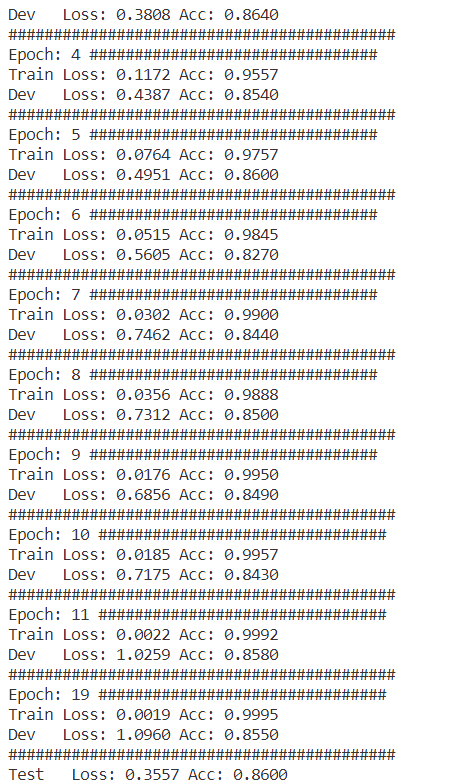 Dev   Loss: 0.3808 Acc: 0.8640
###########################################
Epoch: 4 ################################
Train Loss: 0.1172 Acc: 0.9557
Dev   Loss: 0.4387 Acc: 0.8540
###########################################
Epoch: 5 ################################
Train Loss: 0.0764 Acc: 0.9757
Dev   Loss: 0.4951 Acc: 0.8600
###########################################
Epoch: 6 ################################
Train Loss: 0.0515 Acc: 0.9845
Dev   Loss: 0.5605 Acc: 0.8270
###########################################
Epoch: 7 ################################
Train Loss: 0.0302 Acc: 0.9900
Dev   Loss: 0.7462 Acc: 0.8440
###########################################
Epoch: 8 ################################
Train Loss: 0.0356 Acc: 0.9888
Dev   Loss: 0.7312 Acc: 0.8500
###########################################
Epoch: 9 ################################
Train Loss: 0.0176 Acc: 0.9950
Dev   Loss: 0.6856 Acc: 0.8490
###########################################
Epoch: 10 ################################
Train Loss: 0.0185 Acc: 0.9957
Dev   Loss: 0.7175 Acc: 0.8430
###########################################
Epoch: 11 ################################
Train Loss: 0.0022 Acc: 0.9992
Dev   Loss: 1.0259 Acc: 0.8580
###########################################
Epoch: 19 ################################
Train Loss: 0.0019 Acc: 0.9995
Dev   Loss: 1.0960 Acc: 0.8550
###########################################
Test   Loss: 0.3557 Acc: 0.8600